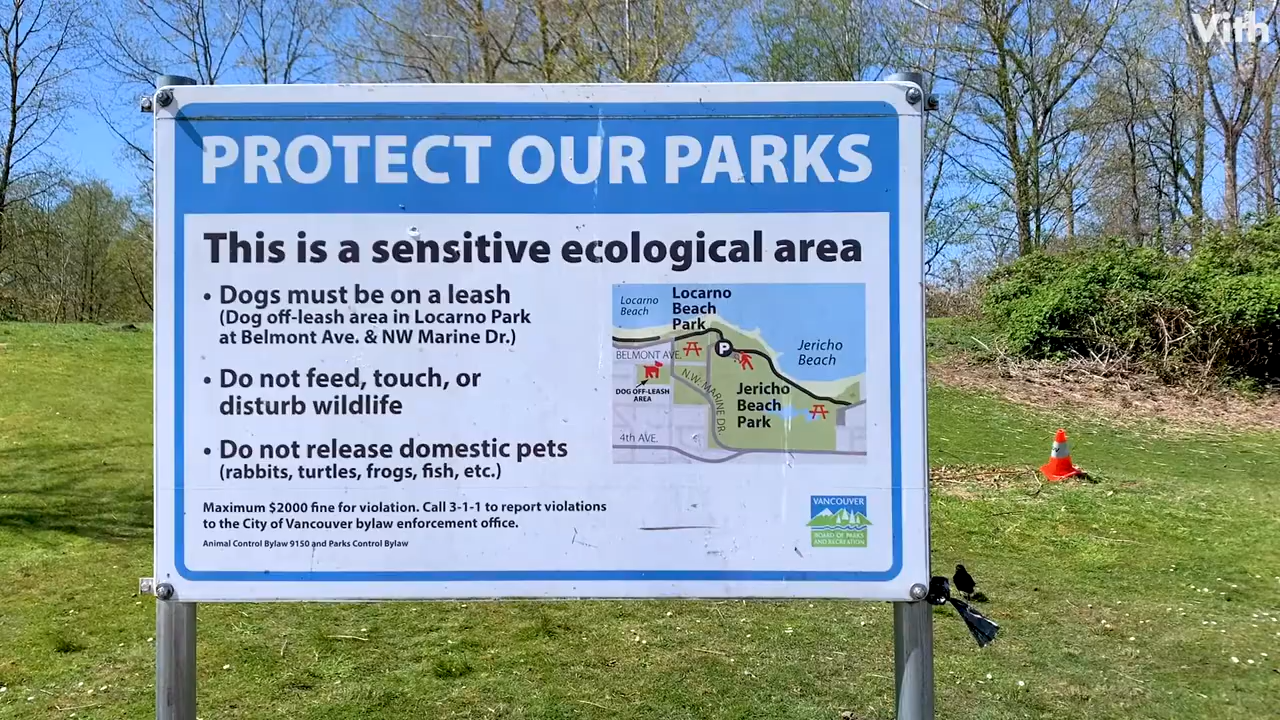 Vith
PROTECT OUR PARKS
This is a sensitive ecological area
• Dogs must be on a leash
(Dog off-leash area in Locarno Park
at Belmont Ave. & NW Marine Dr.)
• Do not feed, touch, or
disturb wildlife
• Do not release domestic pets
(rabbits, turtles, frogs, fish, etc.)
Maximum $2000 fine for violation. Call 3-1-1 to report violations
to the City of Vancouver bylaw enforcement office.
Animal Control Bylaw 9150 and Parks Control Bylaw
Locarno
Beach
Locarno
Beach
Park
Jericho
Beach
BELMONT AVE.
P
N.W. MARINE DR.
DOG OFF-LEASH
AREA
Jericho
Beach
Park
4th AVE.
VANCOUVER
BOARD OF PARKS
AND RECREATION